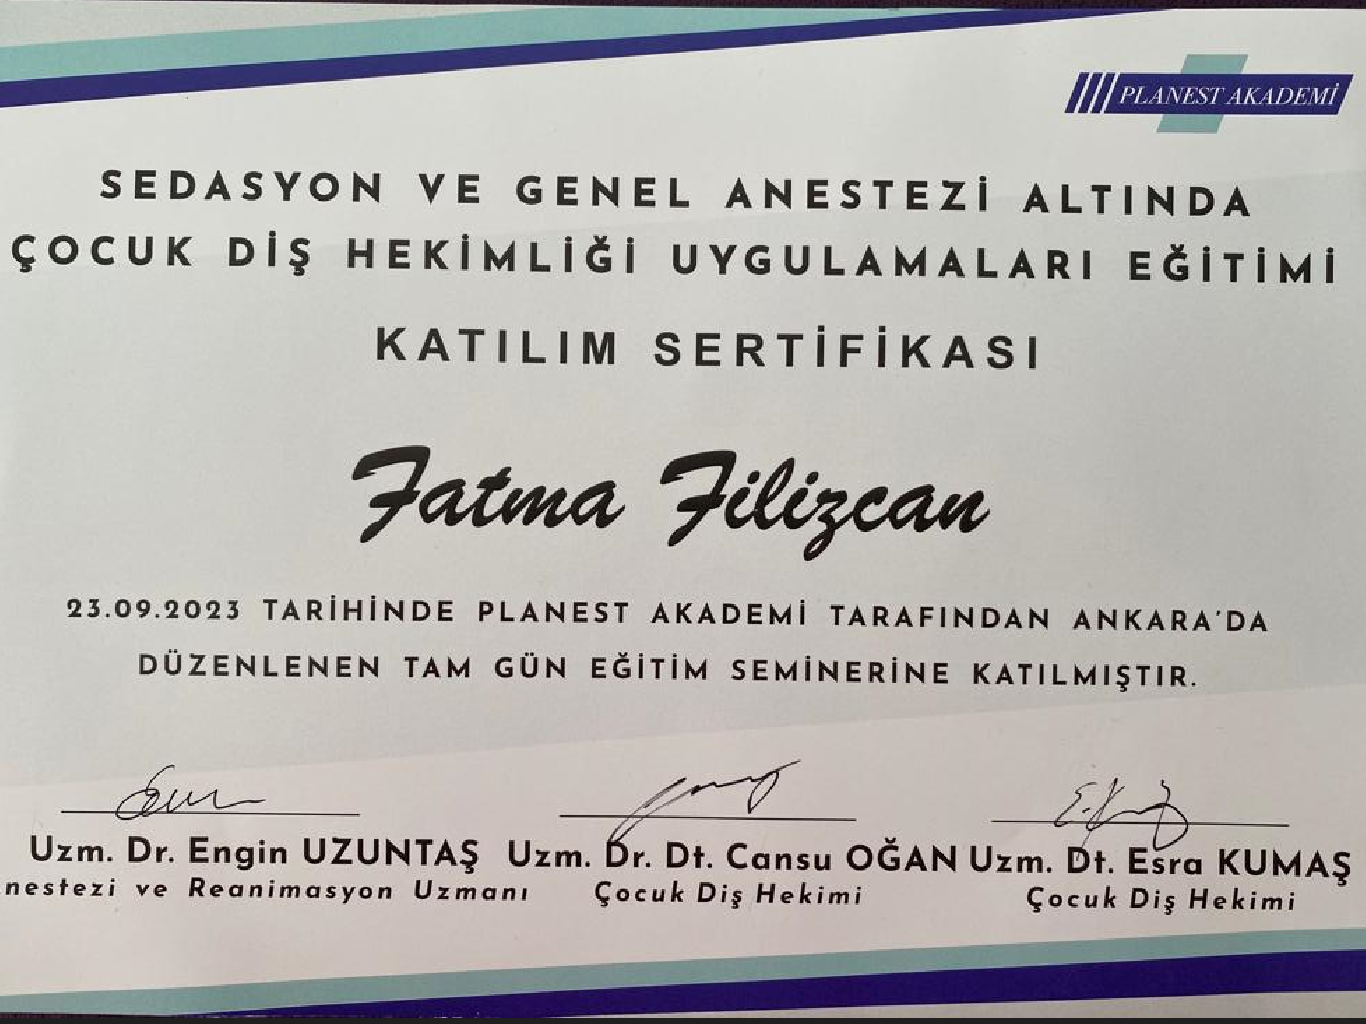 PLANEST AKADEMİ
SEDASYON VE GENEL ANESTEZİ ALTINDA
ÇOCUK DİŞ HEKİMLİĞİ UYGULAMALARI EĞİTİMİ
KATILIM SERTİFİKASI
Fatma Filizcan
23.09.2023 TARİHİNDE PLANEST AKADEMİ TARAFINDAN ANKARA'DA
DÜZENLENEN TAM GÜN EĞİTİM SEMİNERİNE KATILMIŞTIR.
Uzm. Dr. Engin UZUNTAŞ Uzm. Dr. Dt. Cansu OĞAN Uzm. Dt. Esra KUMAŞ
nestezi ve Reanimasyon Uzmanı Çocuk Diş Hekimi Çocuk Diş Hekimi